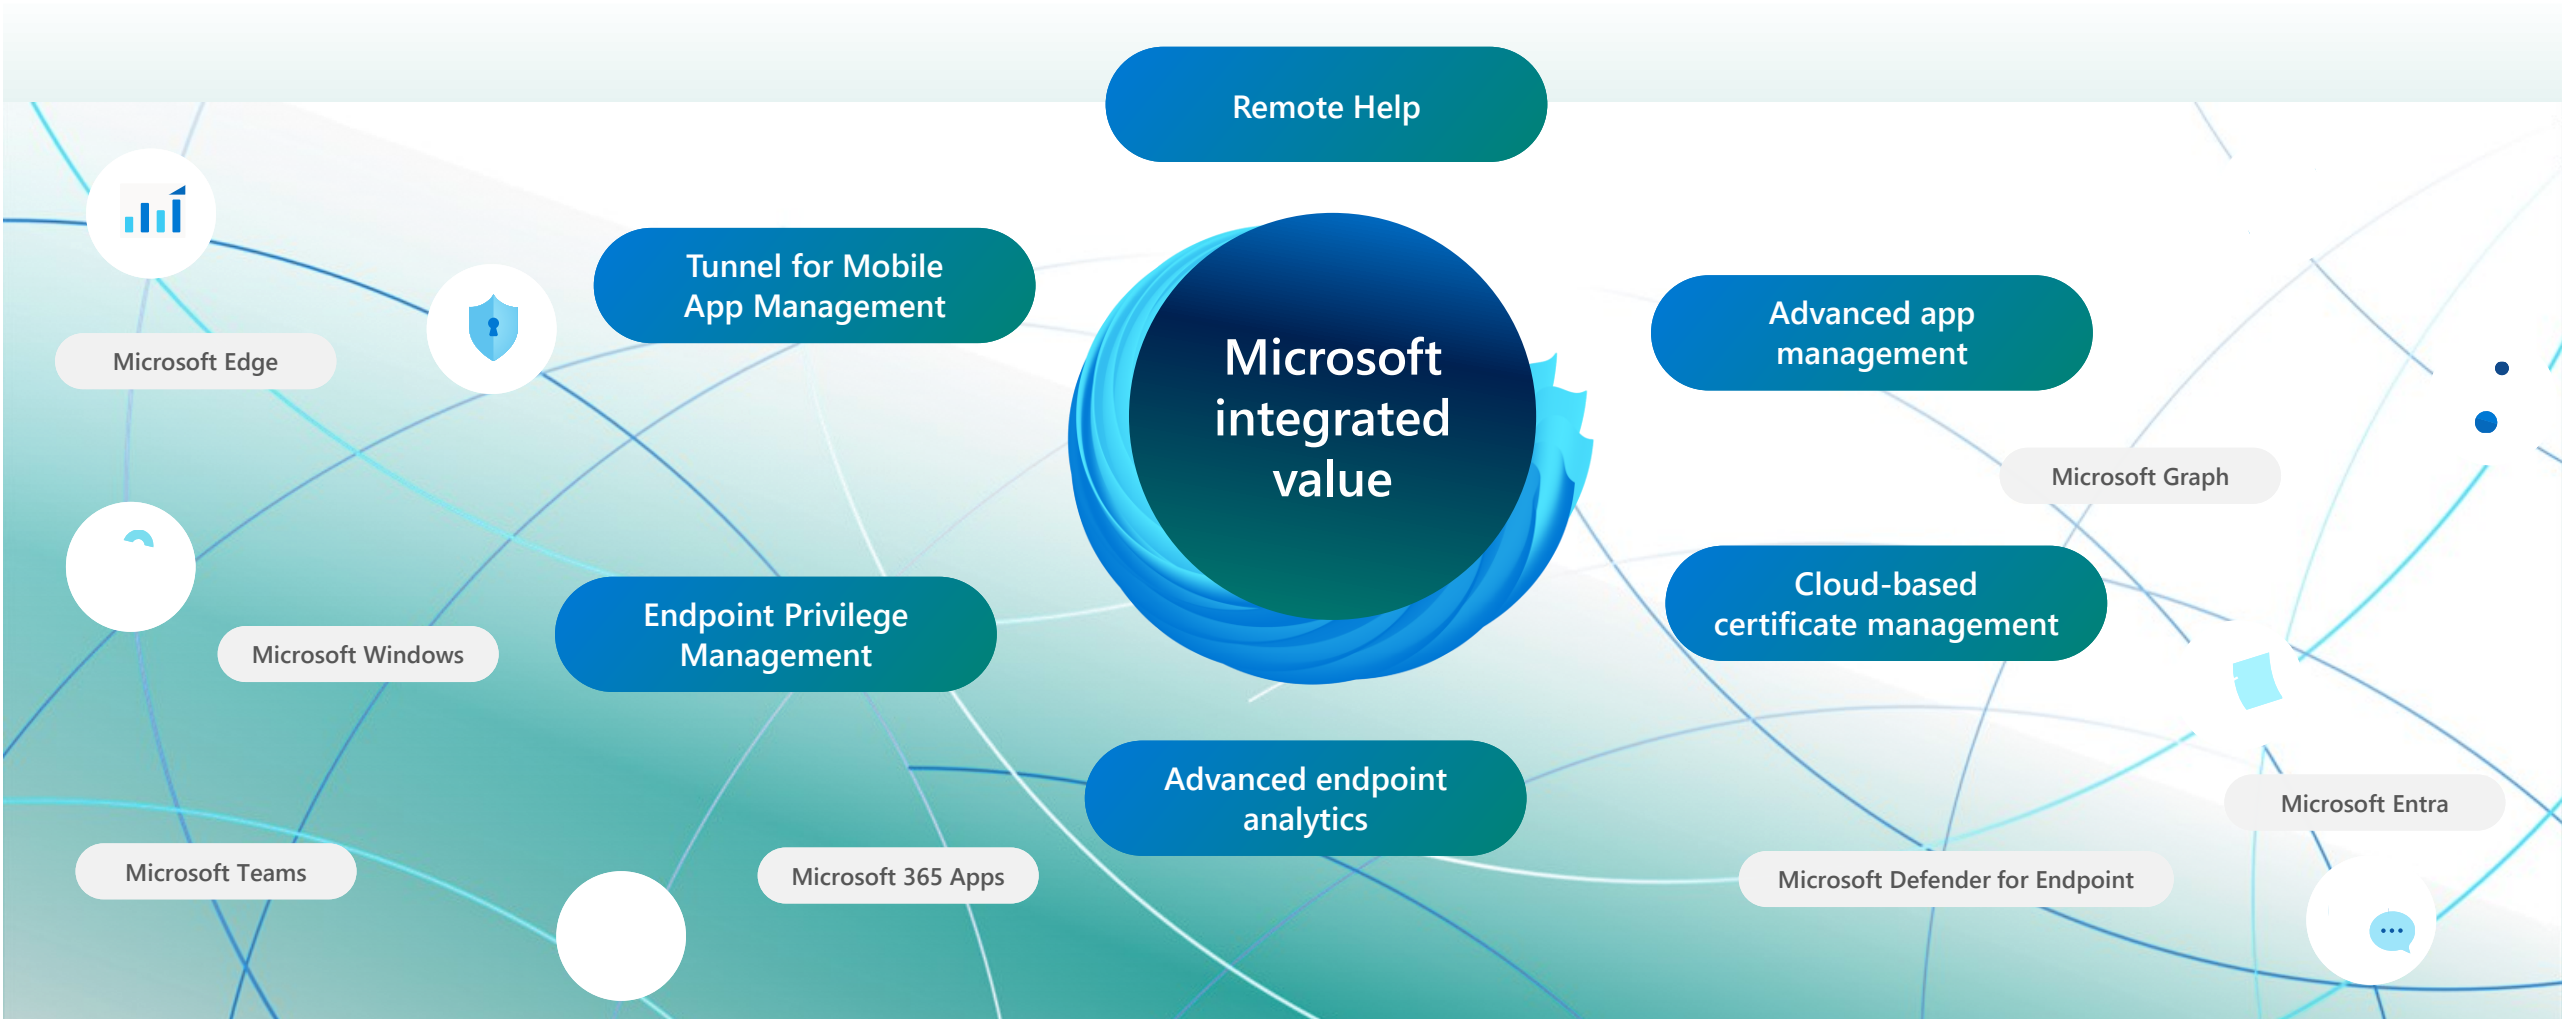 Remote Help
Tunnel for Mobile
App Management
Microsoft Edge
Microsoft
integrated
value
Advanced app
management
Microsoft Graph
Endpoint Privilege
Management
Microsoft Windows
Cloud-based
certificate management
Advanced endpoint
analytics
Microsoft Entra
Microsoft Teams
Microsoft 365 Apps
Microsoft Defender for Endpoint